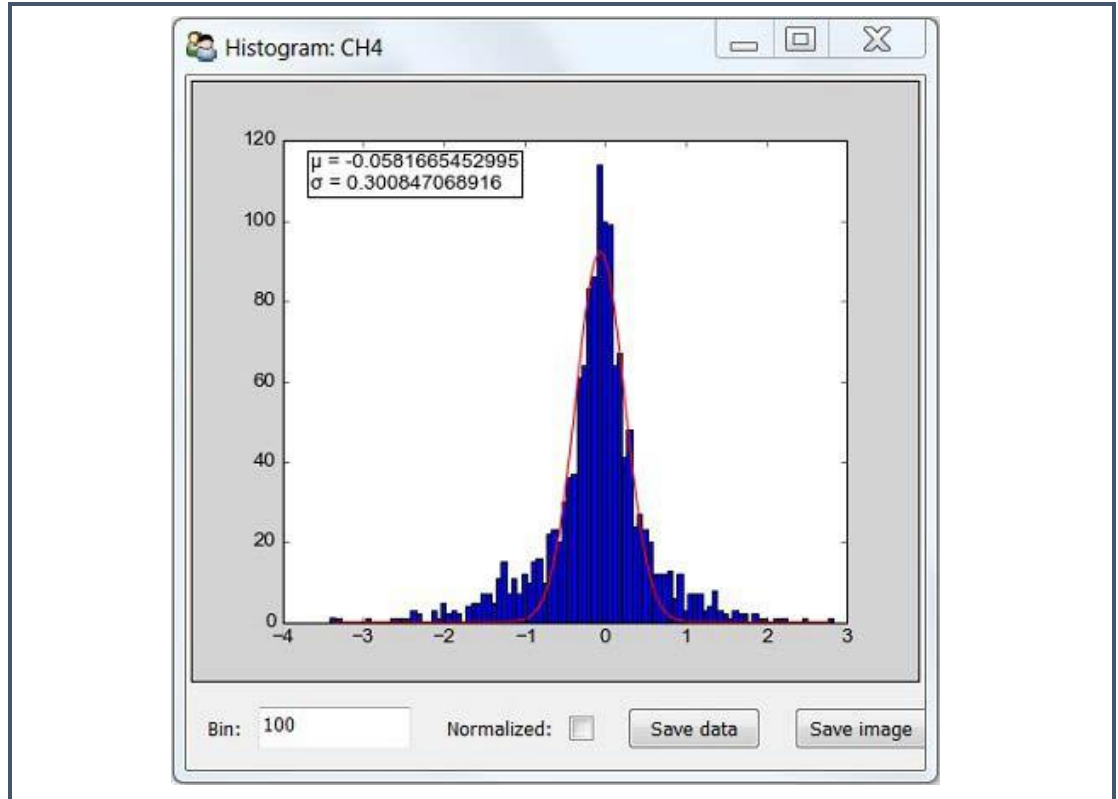 Histogram: CH4
μ = -0.0581665452995
σ = 0.300847068916
120
100
80
60
40
20
0
−4 −3 −2 −1 0 1 2 3
Bin: 100 Normalized: Save data Save image